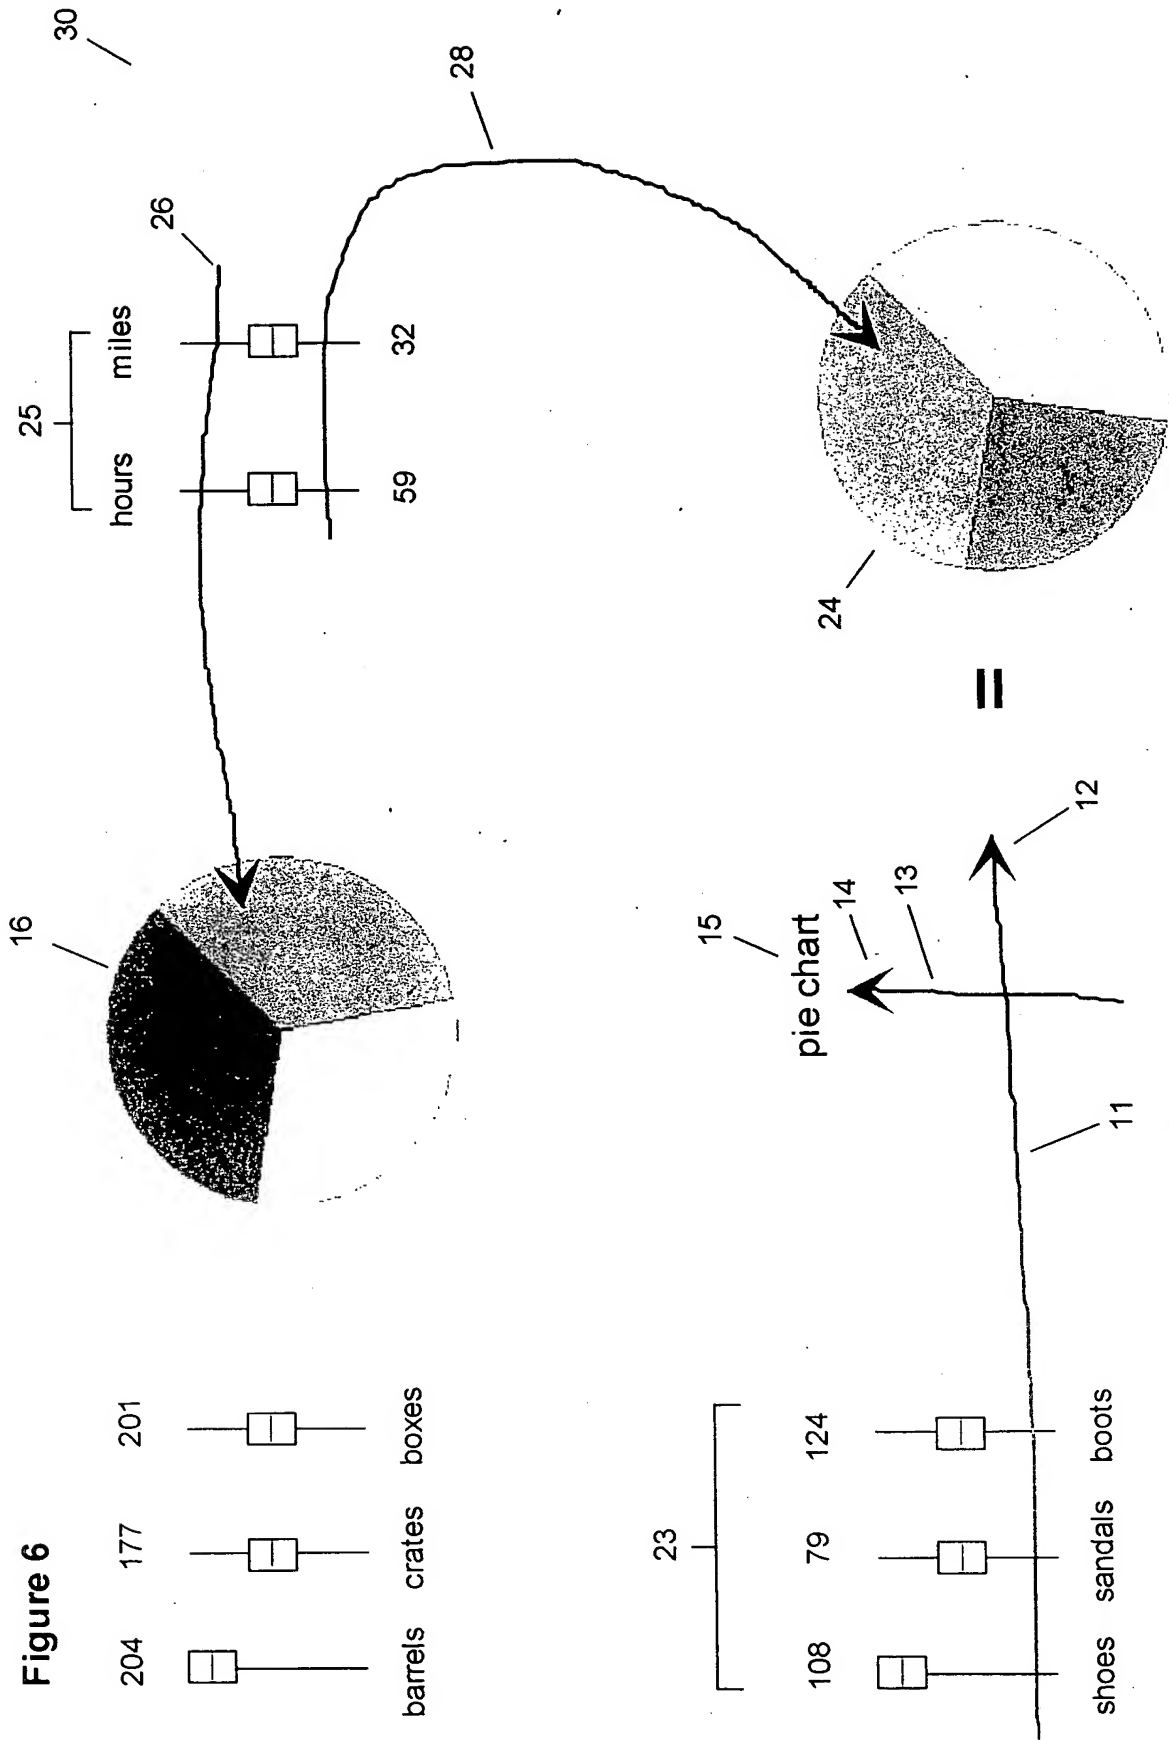 Figure 6
30
204 177 201
barrels crates boxes
16
25
hours miles
26
59 32
28
23
108 79 124
shoes sandals boots
15
pie chart
14
13
12
11
=
24